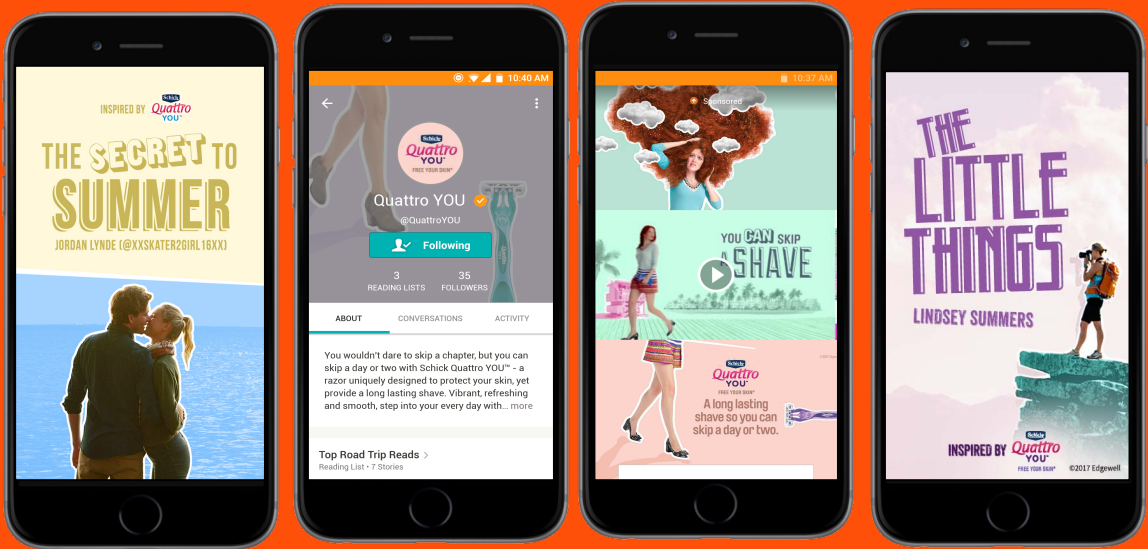 INSPIRED BY Schick Quattro YOU™
THE SECRET TO
SUMMER
JORDAN LYNDE (@XXSKATER2GIRL16XX)
10:40 AM
Schick
Quattro
YOU™
FREE YOUR SKIN®
Quattro YOU
@QuattroYOU
Following
3
READING LISTS
35
FOLLOWERS
ABOUT
CONVERSATIONS
ACTIVITY
You wouldn't dare to skip a chapter, but you can
skip a day or two with Schick Quattro YOU™ - a
razor uniquely designed to protect your skin, yet
provide a long lasting shave. Vibrant, refreshing
and smooth, step into your every day with... more
Top Road Trip Reads >
Reading List • 7 Stories
10:37 AM
Sponsored
YOU CAN SKIP
A SHAVE
Schick
Quattro
YOU™
FREE YOUR SKIN®
A long lasting
shave so you can
skip a day or two.
THE
LITTLE
THINGS
LINDSEY SUMMERS
INSPIRED BY Schick Quattro YOU™
FREE YOUR SKIN®
©2017 Edgewell